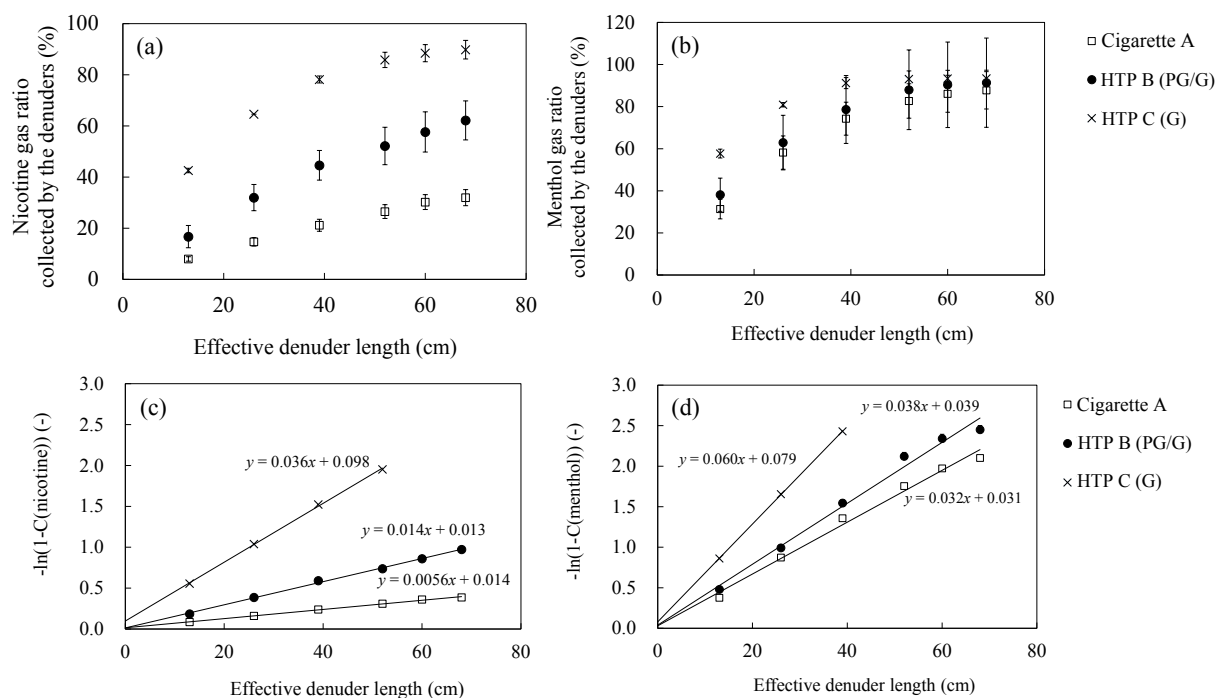 (a)
Nicotine gas ratio
collected by the denuders (%)
100
80
60
40
20
0
0 20 40 60 80
Effective denuder length (cm)
(b)
Menthol gas ratio
collected by the denuders (%)
120
100
80
60
40
20
0
0 20 40 60 80
Effective denuder length (cm)
Cigarette A
HTP B (PG/G)
HTP C (G)
(c)
-ln(1-C(nicotine)) (-)
3.0
2.5
2.0
1.5
1.0
0.5
0.0
y = 0.036x + 0.098
y = 0.014x + 0.013
y = 0.0056x + 0.014
0 20 40 60 80
Effective denuder length (cm)
(d)
-ln(1-C(menthol))) (-)
3.0
2.5
2.0
1.5
1.0
0.5
0.0
y = 0.038x + 0.039
y = 0.060x + 0.079
y = 0.032x + 0.031
0 20 40 60 80
Effective denuder length (cm)
Cigarette A
HTP B (PG/G)
HTP C (G)